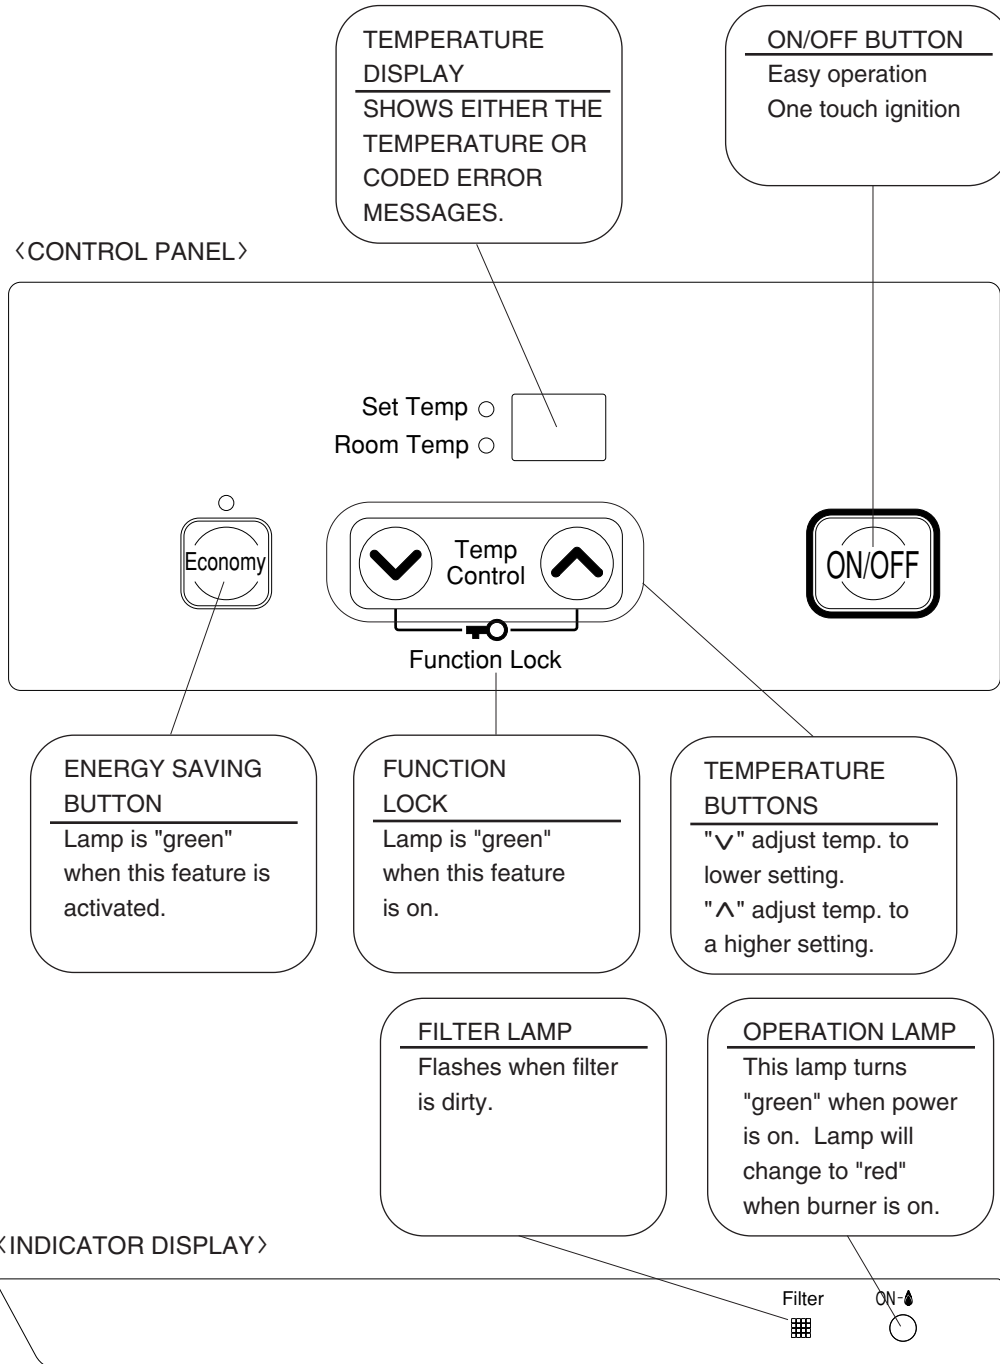 TEMPERATURE
DISPLAY
SHOWS EITHER THE
TEMPERATURE OR
CODED ERROR
MESSAGES.
ON/OFF BUTTON
Easy operation
One touch ignition
〈CONTROL PANEL〉
Set Temp
Room Temp
Economy
Temp
Control
ON/OFF
Function Lock
ENERGY SAVING
BUTTON
Lamp is "green"
when this feature is
activated.
FUNCTION
LOCK
Lamp is "green"
when this feature
is on.
TEMPERATURE
BUTTONS
"∨" adjust temp. to
lower setting.
"∧" adjust temp. to
a higher setting.
FILTER LAMP
Flashes when filter
is dirty.
OPERATION LAMP
This lamp turns
"green" when power
is on. Lamp will
change to "red"
when burner is on.
〈INDICATOR DISPLAY〉
Filter
ON-